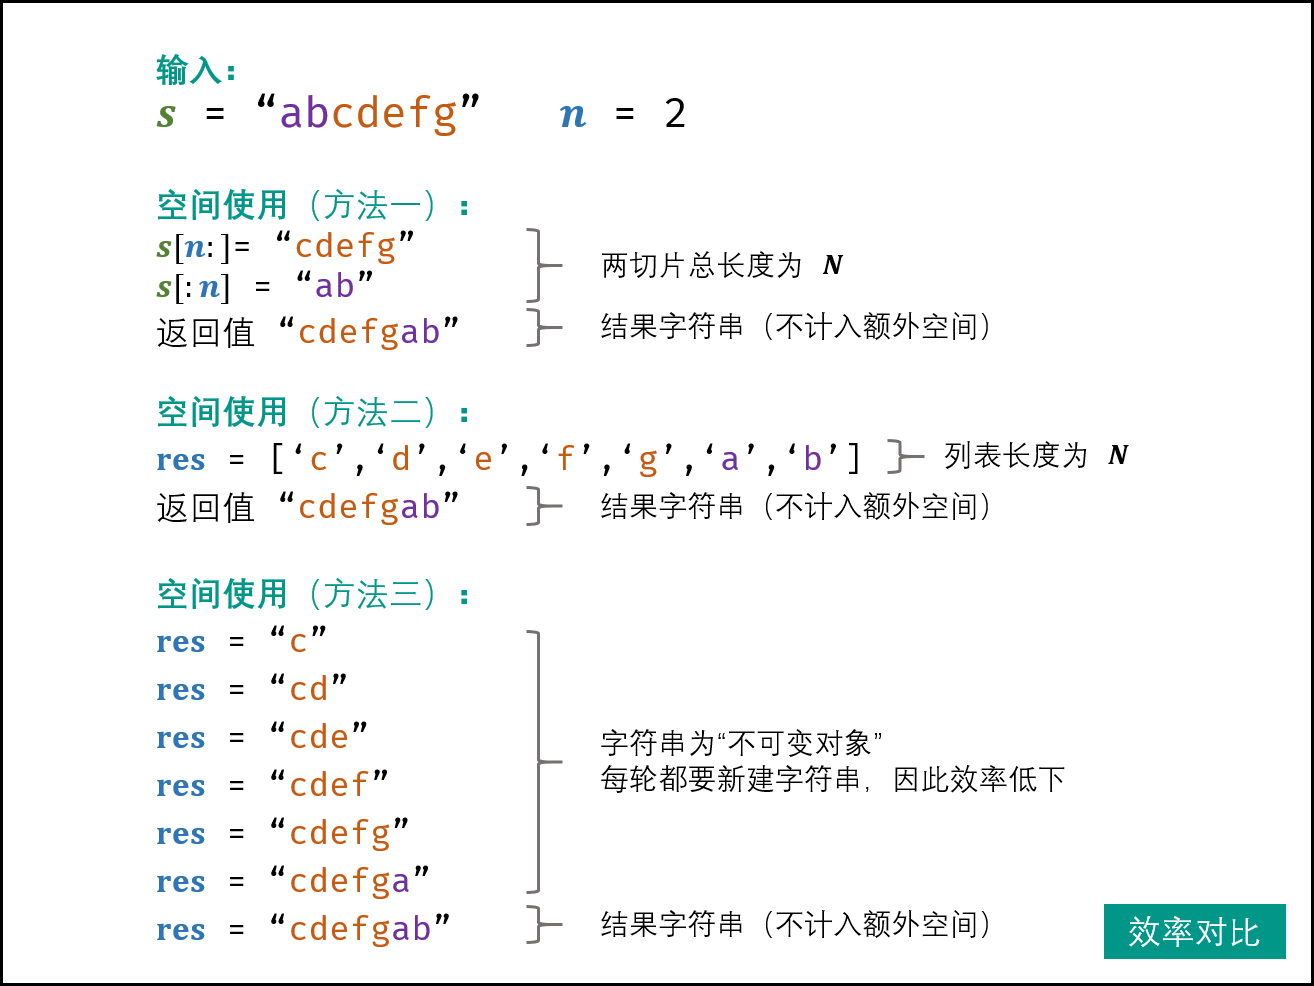 输入：
s = “abcdefg” n = 2
空间使用（方法一）：
s[n:]= “cdefg”
s[:n] = “ab”
两切片总长度为 N
返回值 “cdefgab”
结果字符串（不计入额外空间）
空间使用（方法二）：
res = [‘c’,‘d’,‘e’,‘f’,‘g’,‘a’,‘b’]
列表长度为 N
返回值 “cdefgab”
结果字符串（不计入额外空间）
空间使用（方法三）：
res = “c”
res = “cd”
res = “cde”
res = “cdef”
res = “cdefg”
res = “cdefga”
字符串为“不可变对象”
每轮都要新建字符串，因此效率低下
res = “cdefgab”
结果字符串（不计入额外空间）
效率对比